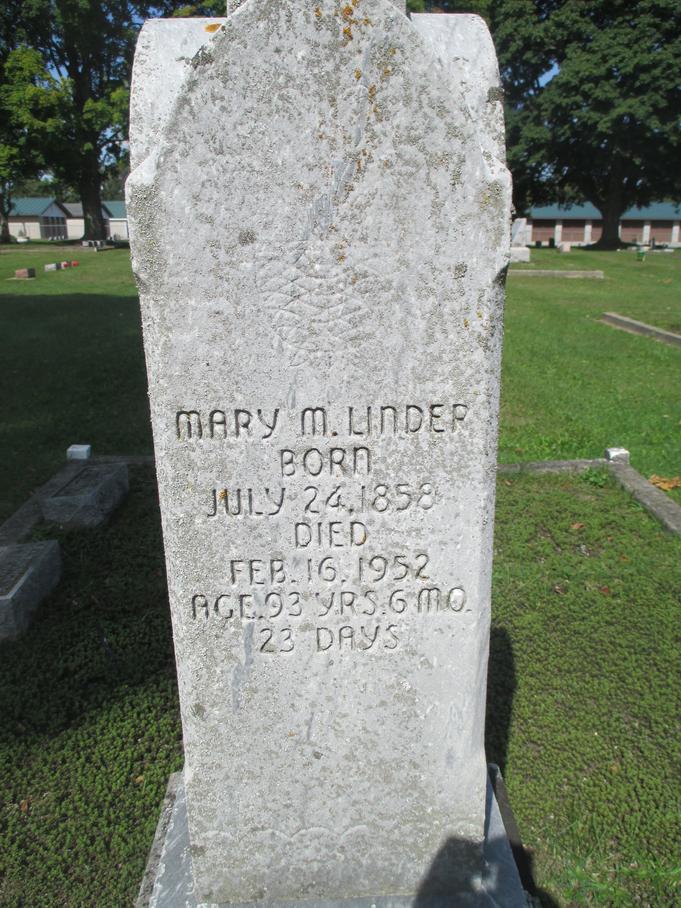 MARY M. LINDER
BORN
JULY 24, 1858
DIED
FEB. 16. 1952
AGE. 93 YRS. 6 MO.
23 DAYS